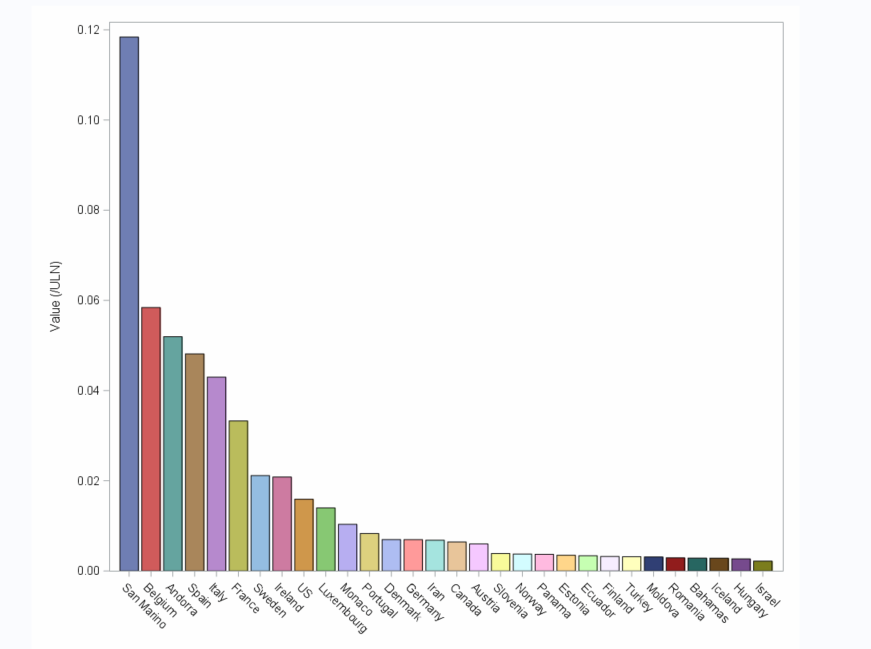 0.12
0.10
0.08
0.06
0.04
0.02
0.00
Value (/ULN)
San Marino
Belgium
Andorra
Spain
Italy
France
Sweden
Ireland
US
Luxembourg
Monaco
Portugal
Denmark
Germany
Iran
Canada
Austria
Slovenia
Norway
Panama
Estonia
Ecuador
Finland
Turkey
Moldova
Romania
Bahamas
Iceland
Hungary
Israel